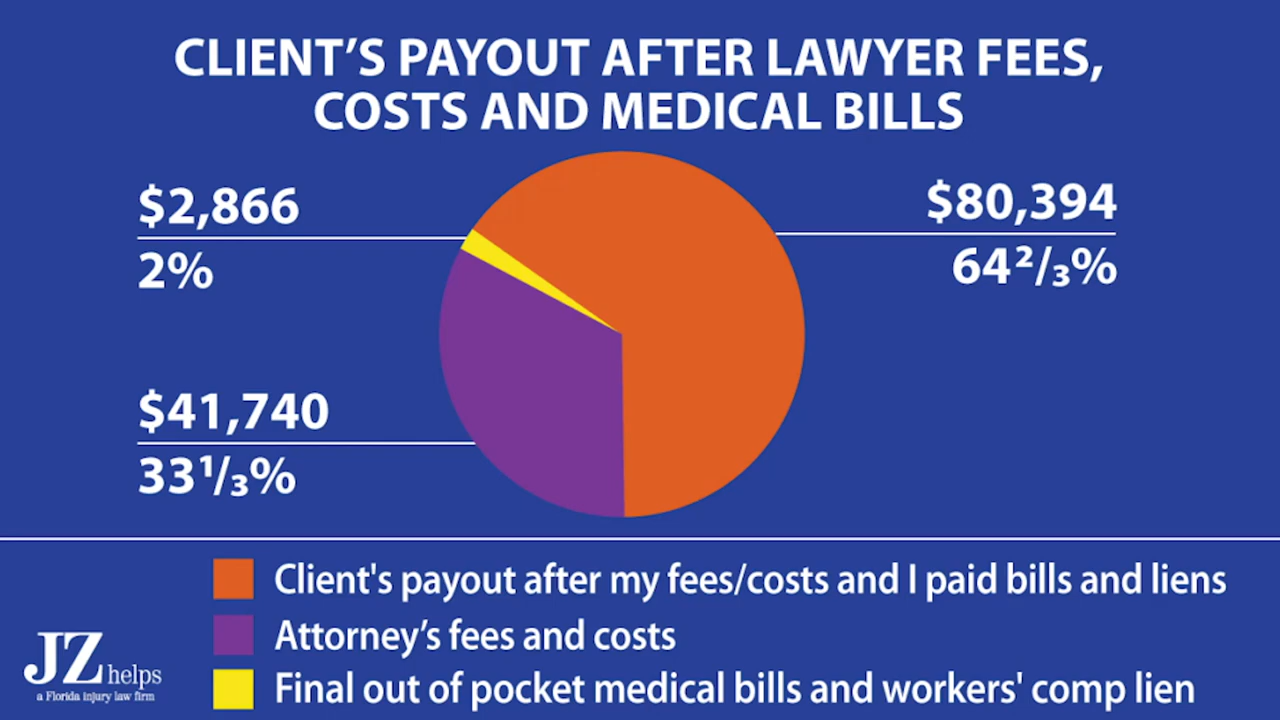 CLIENT’S PAYOUT AFTER LAWYER FEES,
COSTS AND MEDICAL BILLS
$2,866
2%
$80,394
64²/₃%
$41,740
33¹/₃%
Client's payout after my fees/costs and I paid bills and liens
Attorney’s fees and costs
Final out of pocket medical bills and workers' comp lien
JZ helps
a Florida injury law firm